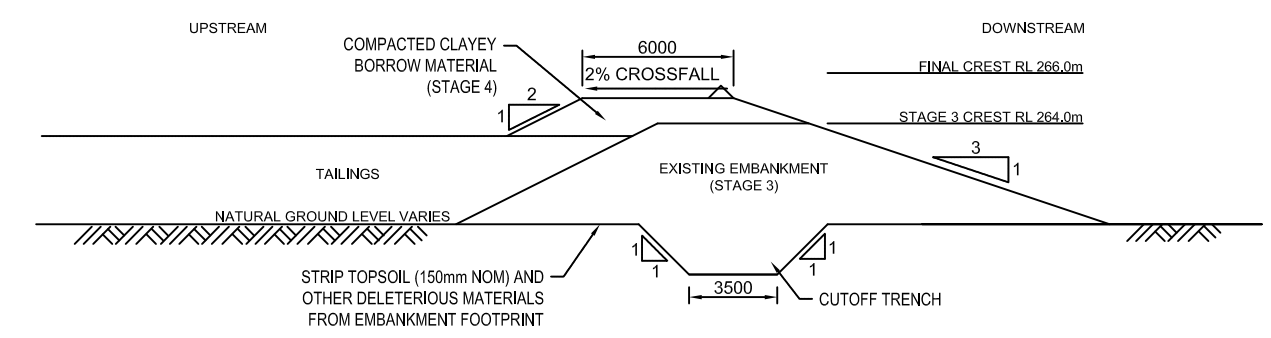 UPSTREAM
DOWNSTREAM
COMPACTED CLAYEY
BORROW MATERIAL
(STAGE 4)
6000
2% CROSSFALL
FINAL CREST RL 266.0m
2
1
STAGE 3 CREST RL 264.0m
3
1
TAILINGS
EXISTING EMBANKMENT
(STAGE 3)
NATURAL GROUND LEVEL VARIES
1
1
1
1
STRIP TOPSOIL (150mm NOM) AND
OTHER DELETERIOUS MATERIALS
FROM EMBANKMENT FOOTPRINT
3500
CUTOFF TRENCH